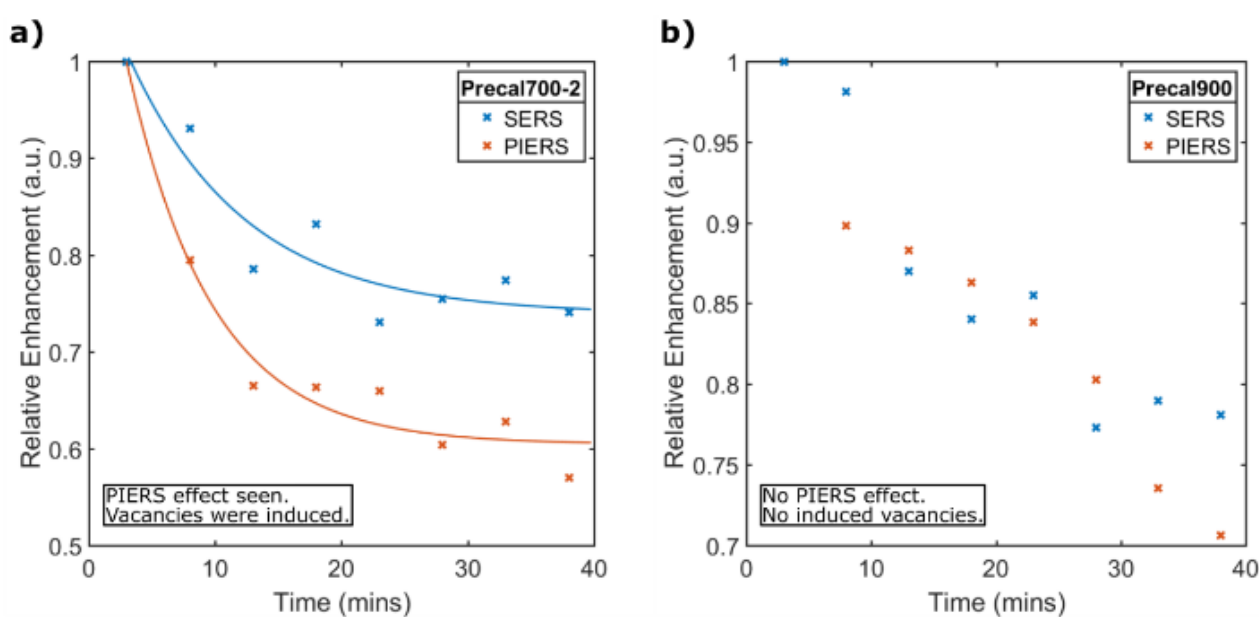 a)
Relative Enhancement (a.u.)
1
0.9
0.8
0.7
0.6
0.5
Precal700-2
SERS
PIERS
PIERS effect seen.
Vacancies were induced.
0 10 20 30 40
Time (mins)
b)
Relative Enhancement (a.u.)
1
0.95
0.9
0.85
0.8
0.75
0.7
Precal900
SERS
PIERS
No PIERS effect.
No induced vacancies.
0 10 20 30 40
Time (mins)